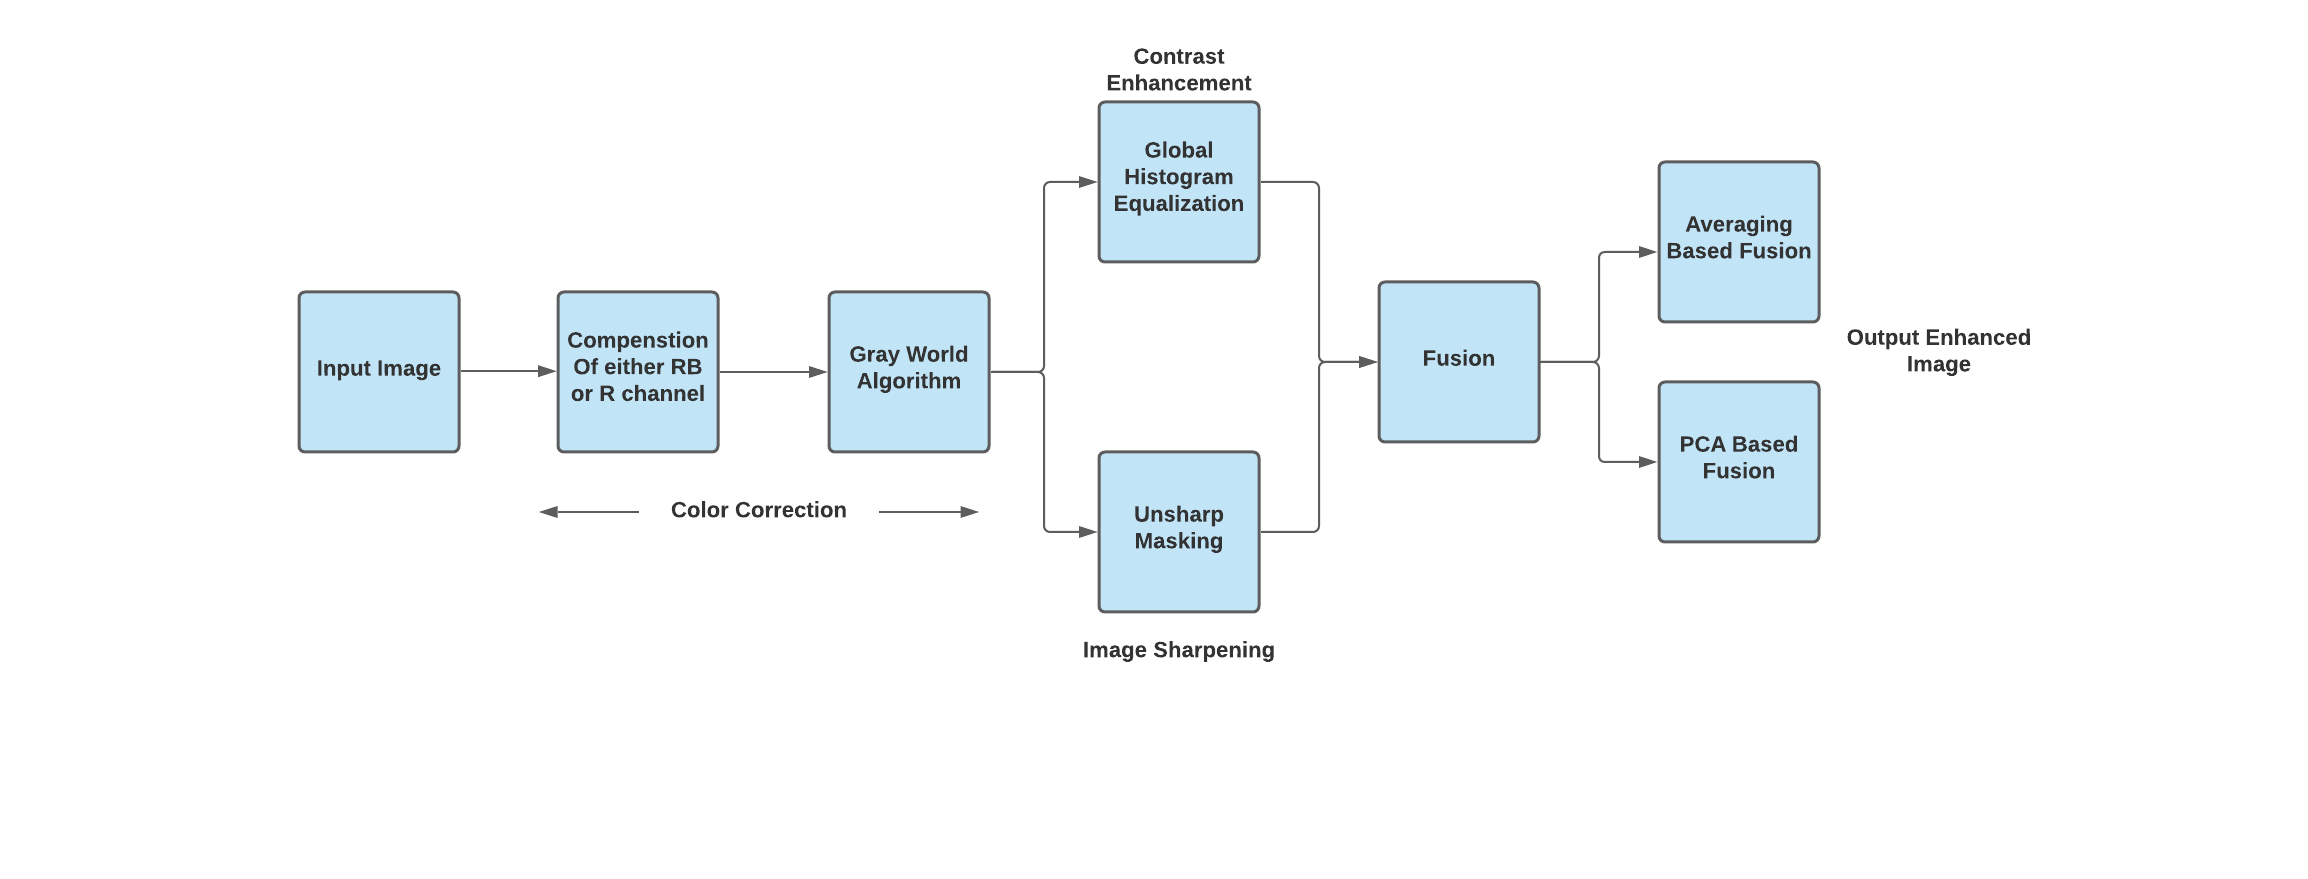 Contrast
Enhancement
Global
Histogram
Equalization
Averaging
Based Fusion
Input Image
Compenstion
Of either RB
or R channel
Gray World
Algorithm
Fusion
Output Enhanced
Image
PCA Based
Fusion
Color Correction
Unsharp
Masking
Image Sharpening